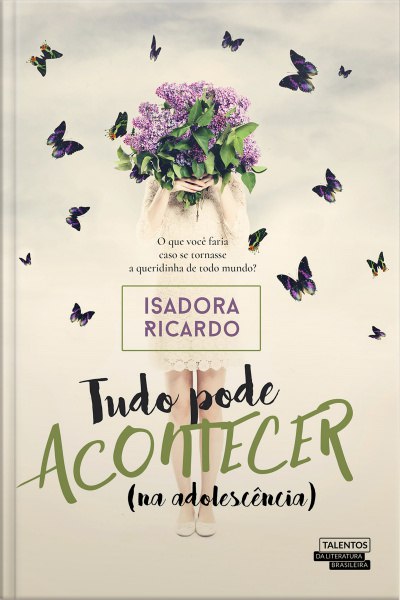 O que você faria
caso se tornasse
a queridinha de todo mundo?
ISADORA
RICARDO
Tudo pode
ACONTECER
(na adolescência)
TALENTOS
DA LITERATURA
BRASILEIRA